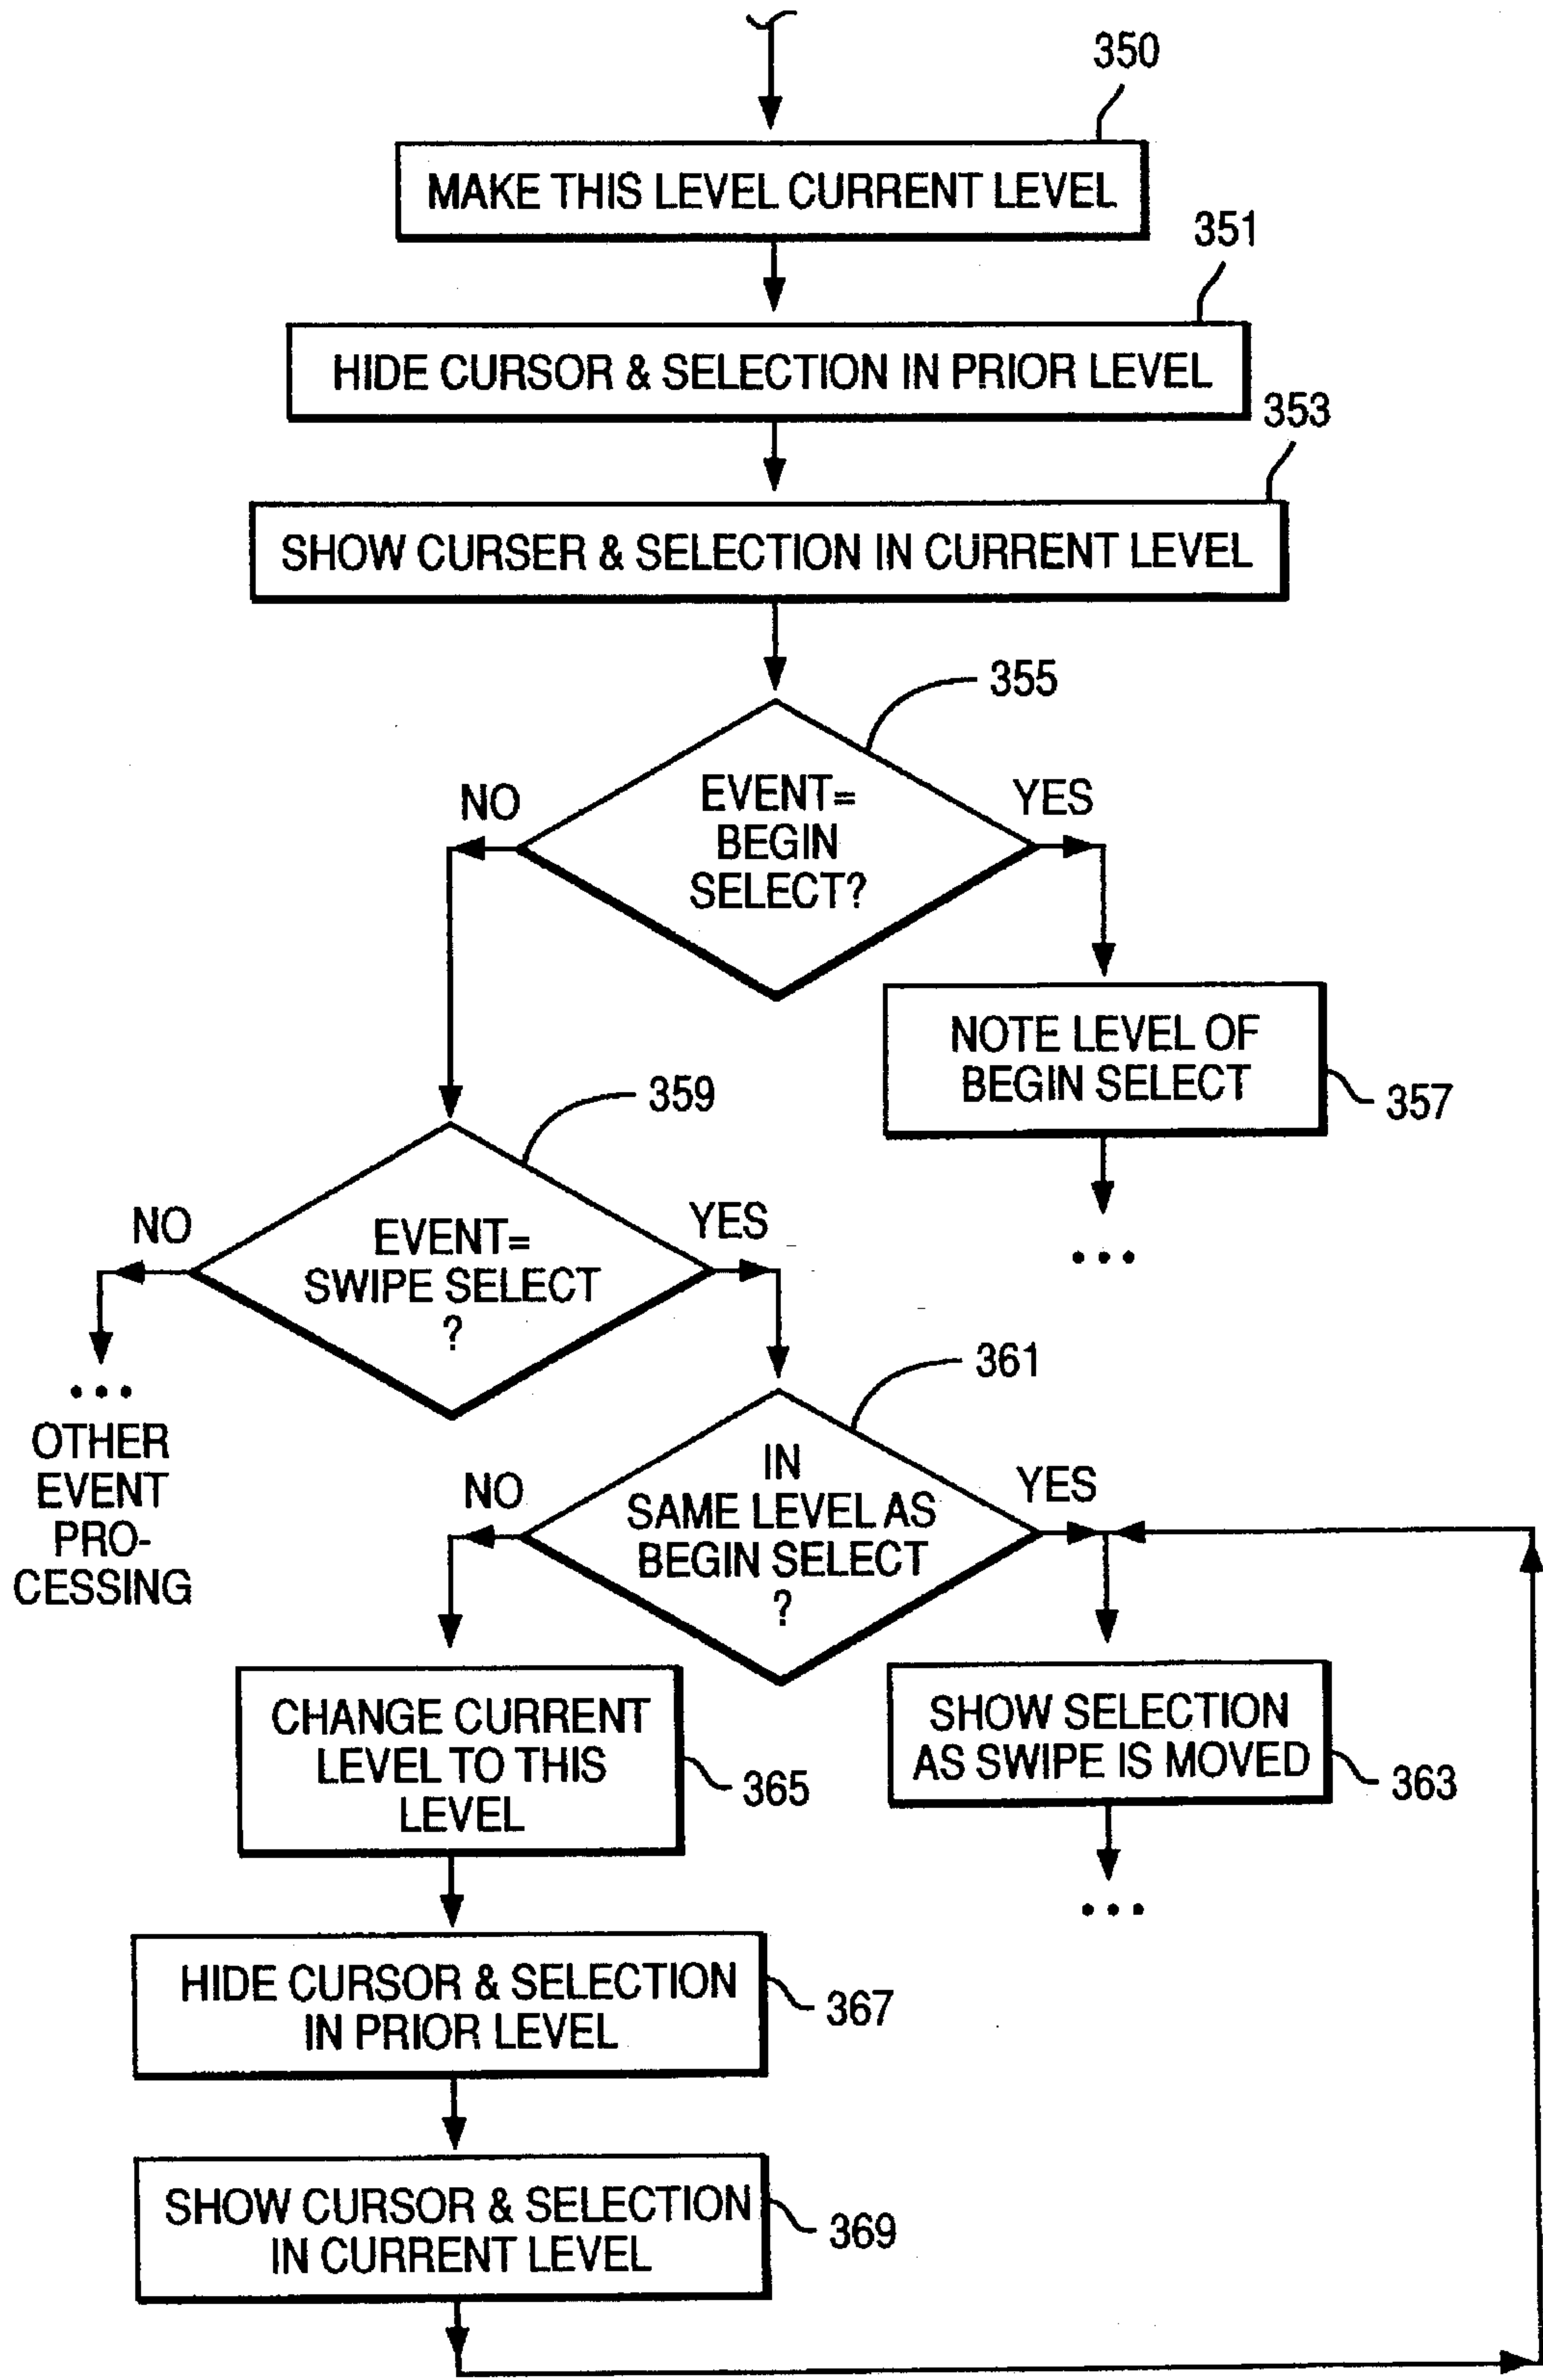 350
MAKE THIS LEVEL CURRENT LEVEL
351
HIDE CURSOR & SELECTION IN PRIOR LEVEL
353
SHOW CURSER & SELECTION IN CURRENT LEVEL
355
NO
EVENT=
BEGIN
SELECT?
YES
NOTE LEVEL OF
BEGIN SELECT
357
359
NO
EVENT=
SWIPE SELECT
?
YES
...
...
OTHER
EVENT
PRO-
CESSING
361
NO
IN
SAME LEVEL AS
BEGIN SELECT
?
YES
CHANGE CURRENT
LEVEL TO THIS
LEVEL
365
SHOW SELECTION
AS SWIPE IS MOVED
363
...
HIDE CURSOR & SELECTION
IN PRIOR LEVEL
367
SHOW CURSOR & SELECTION
IN CURRENT LEVEL
369